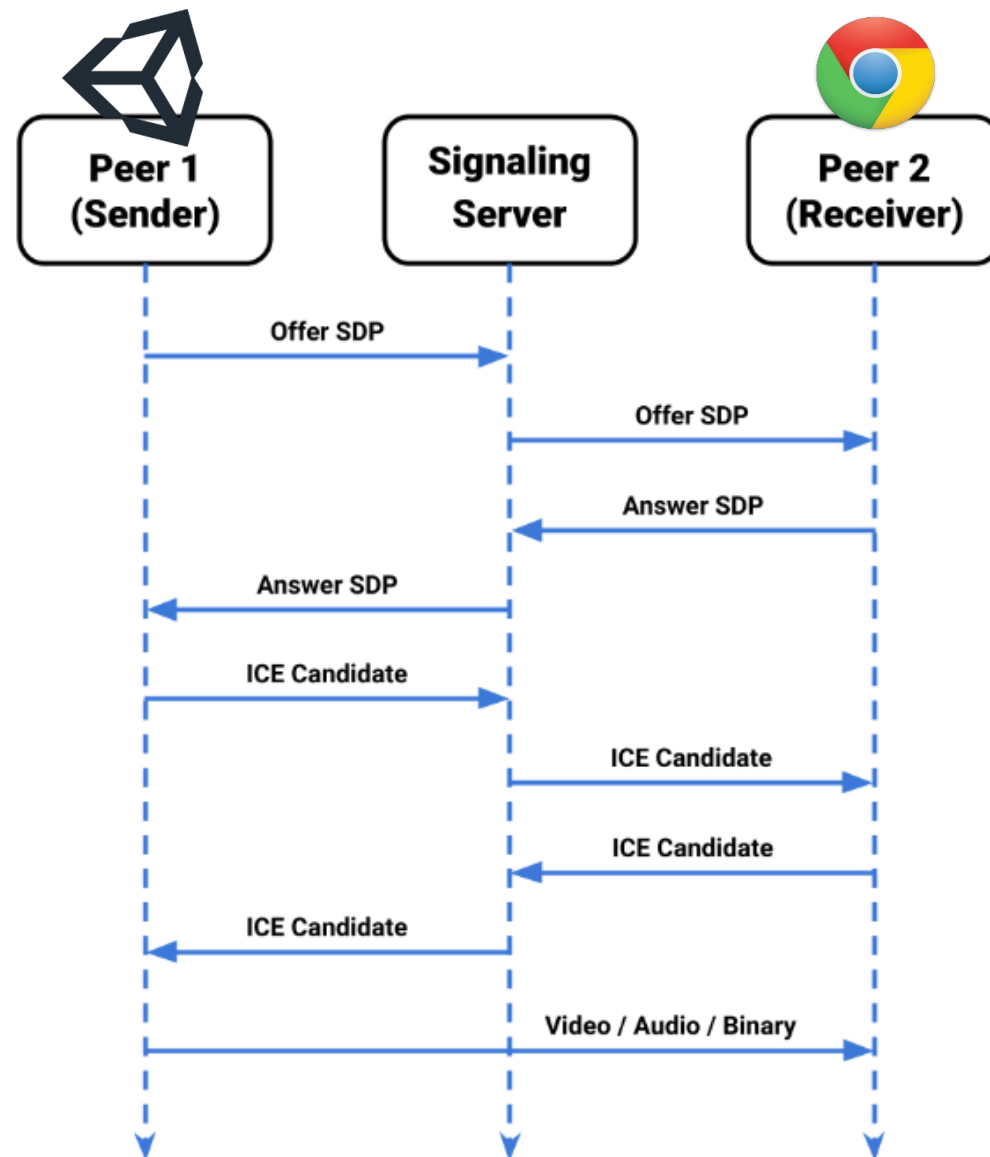 Peer 1
(Sender)
Signaling
Server
Peer 2
(Receiver)
Offer SDP
Offer SDP
Answer SDP
Answer SDP
ICE Candidate
ICE Candidate
ICE Candidate
ICE Candidate
Video / Audio / Binary